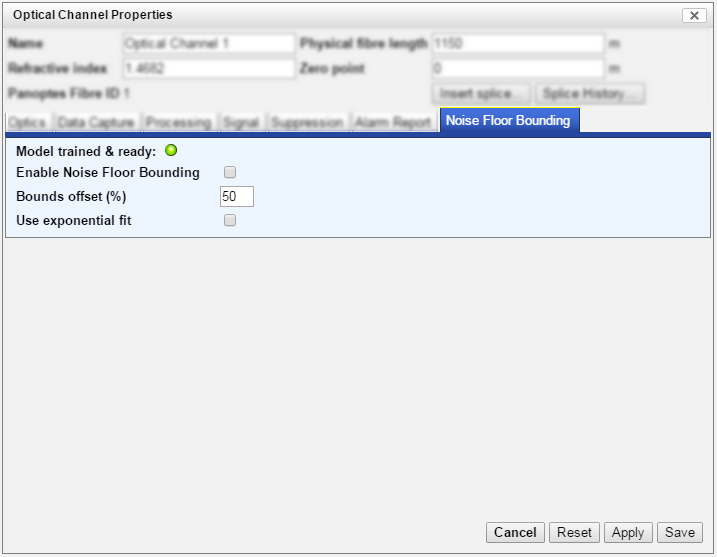 Optical Channel Properties
Name Optical Channel 1 Physical fibre length 1150 m
Refractive index 1.4682 Zero point 0 m
Panoptes Fibre ID 1 Insert splice... Splice History...
Optics Data Capture Processing Signal Suppression Alarm Report Noise Floor Bounding
Model trained & ready:
Enable Noise Floor Bounding
Bounds offset (%) 50
Use exponential fit
Cancel Reset Apply Save